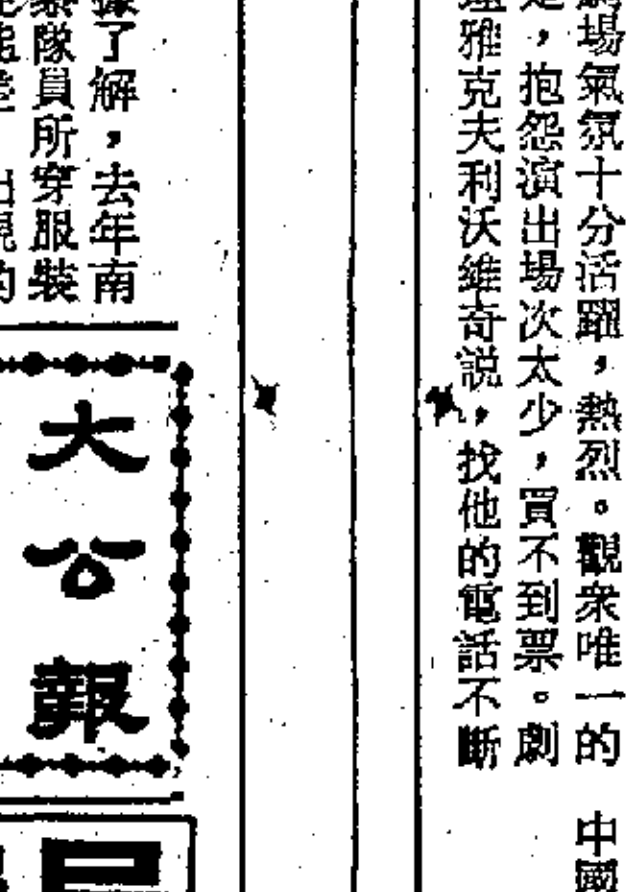 場氣氛十分活躍，熱烈。觀衆唯一的
，抱怨演出場次太少，買不到票。劇
雅克夫利沃維奇説，找他的電話不斷
中國
據了解，去年南
隊員所穿服裝
的
大公報